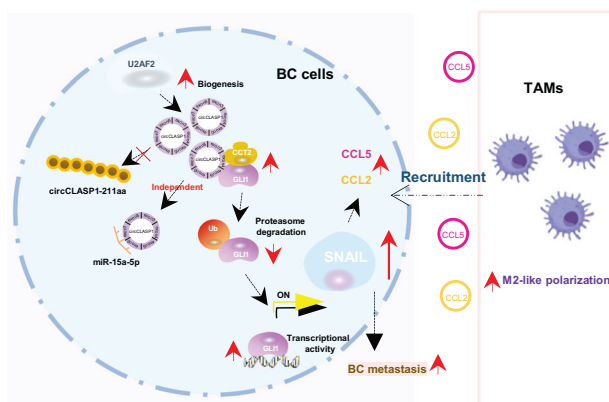 U2AF2
Biogenesis
BC cells
circCLASP1
circCLASP1
circCLASP1
CCT2
GLI1
circCLASP1-211aa
Independent
circCLASP1
miR-15a-5p
Ub
GLI1
Proteasome
degradation
CCL5
CCL2
SNAIL
ON
Transcriptional
activity
GLI1
BC metastasis
CCL5
CCL2
CCL5
CCL2
Recruitment
TAMs
M2-like polarization